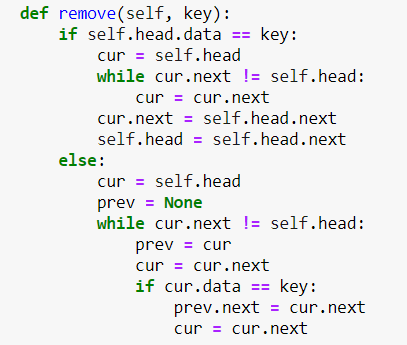 def remove(self, key):
    if self.head.data == key:
        cur = self.head
        while cur.next != self.head:
            cur = cur.next
        cur.next = self.head.next
        self.head = self.head.next
    else:
        cur = self.head
        prev = None
        while cur.next != self.head:
            prev = cur
            cur = cur.next
            if cur.data == key:
                prev.next = cur.next
                cur = cur.next